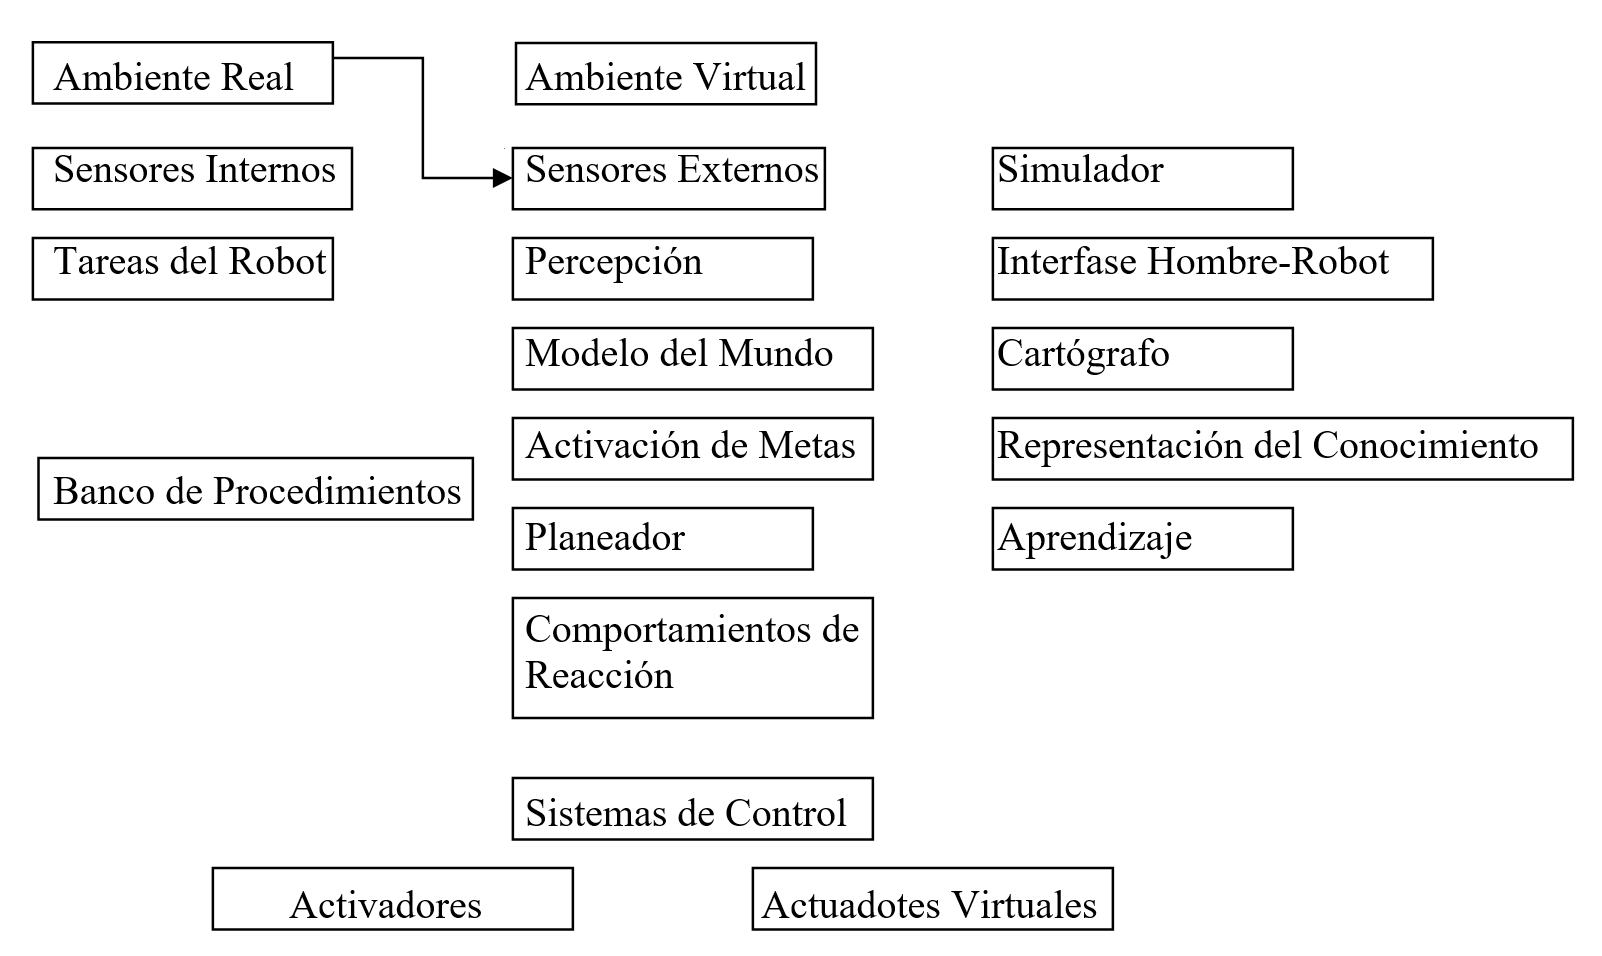 Ambiente Real
Ambiente Virtual
Sensores Internos
Sensores Externos
Simulador
Tareas del Robot
Percepción
Interfase Hombre-Robot
Modelo del Mundo
Cartógrafo
Activación de Metas
Representación del Conocimiento
Banco de Procedimientos
Planeador
Aprendizaje
Comportamientos de
Reacción
Sistemas de Control
Activadores
Actuadotes Virtuales